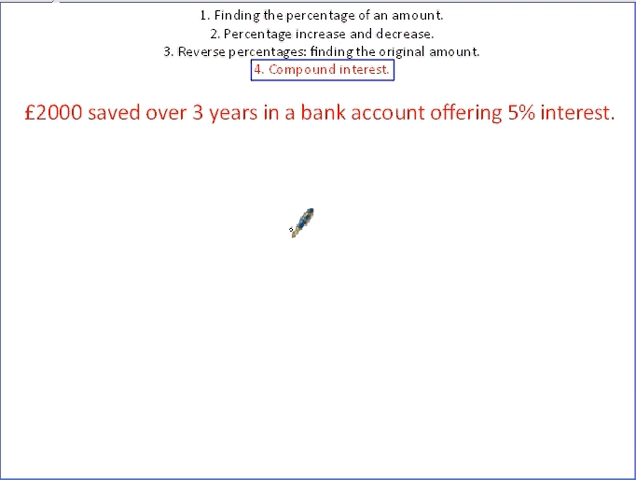 1. Finding the percentage of an amount.
2. Percentage increase and decrease.
3. Reverse percentages: finding the original amount.
4. Compound interest.
£2000 saved over 3 years in a bank account offering 5% interest.